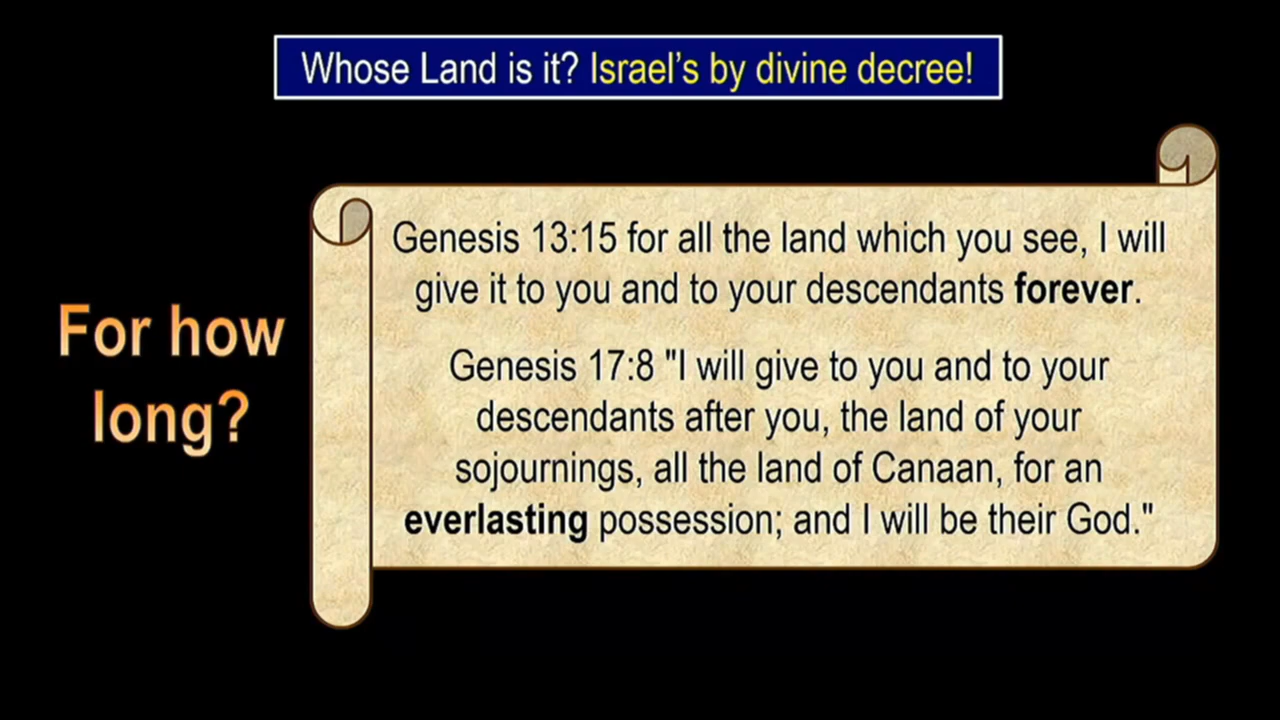 Whose Land is it? Israel's by divine decree!
For how
long?
Genesis 13:15 for all the land which you see, I will
give it to you and to your descendants forever.
Genesis 17:8 "I will give to you and to your
descendants after you, the land of your
sojournings, all the land of Canaan, for an
everlasting possession; and I will be their God."